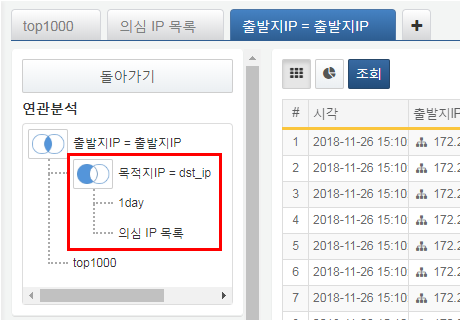 top1000
의심 IP 목록
출발지IP = 출발지IP
돌아가기
연관분석
출발지IP = 출발지IP
목적지IP = dst_ip
1day
의심 IP 목록
top1000
조회
# 시각 출발지IP
1 2018-11-26 15:10 172.2
2 2018-11-26 15:10 172.2
3 2018-11-26 15:10 172.2
4 2018-11-26 15:10 172.2
5 2018-11-26 15:10 172.2
6 2018-11-26 15:10 172.2
7 2018-11-26 15:10 172.2